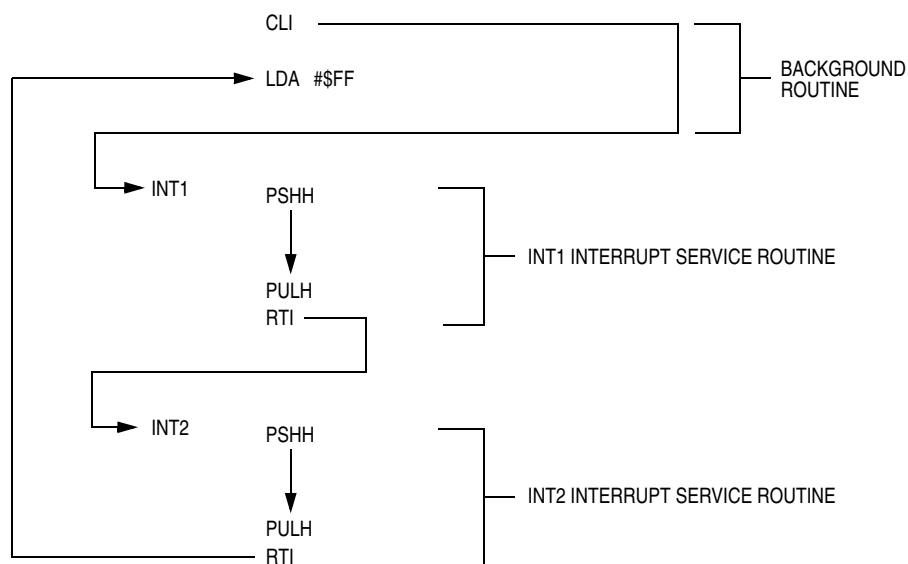 CLI
LDA #$FF
BACKGROUND
ROUTINE
INT1
PSHH
INT1 INTERRUPT SERVICE ROUTINE
PULH
RTI
INT2
PSHH
INT2 INTERRUPT SERVICE ROUTINE
PULH
RTI